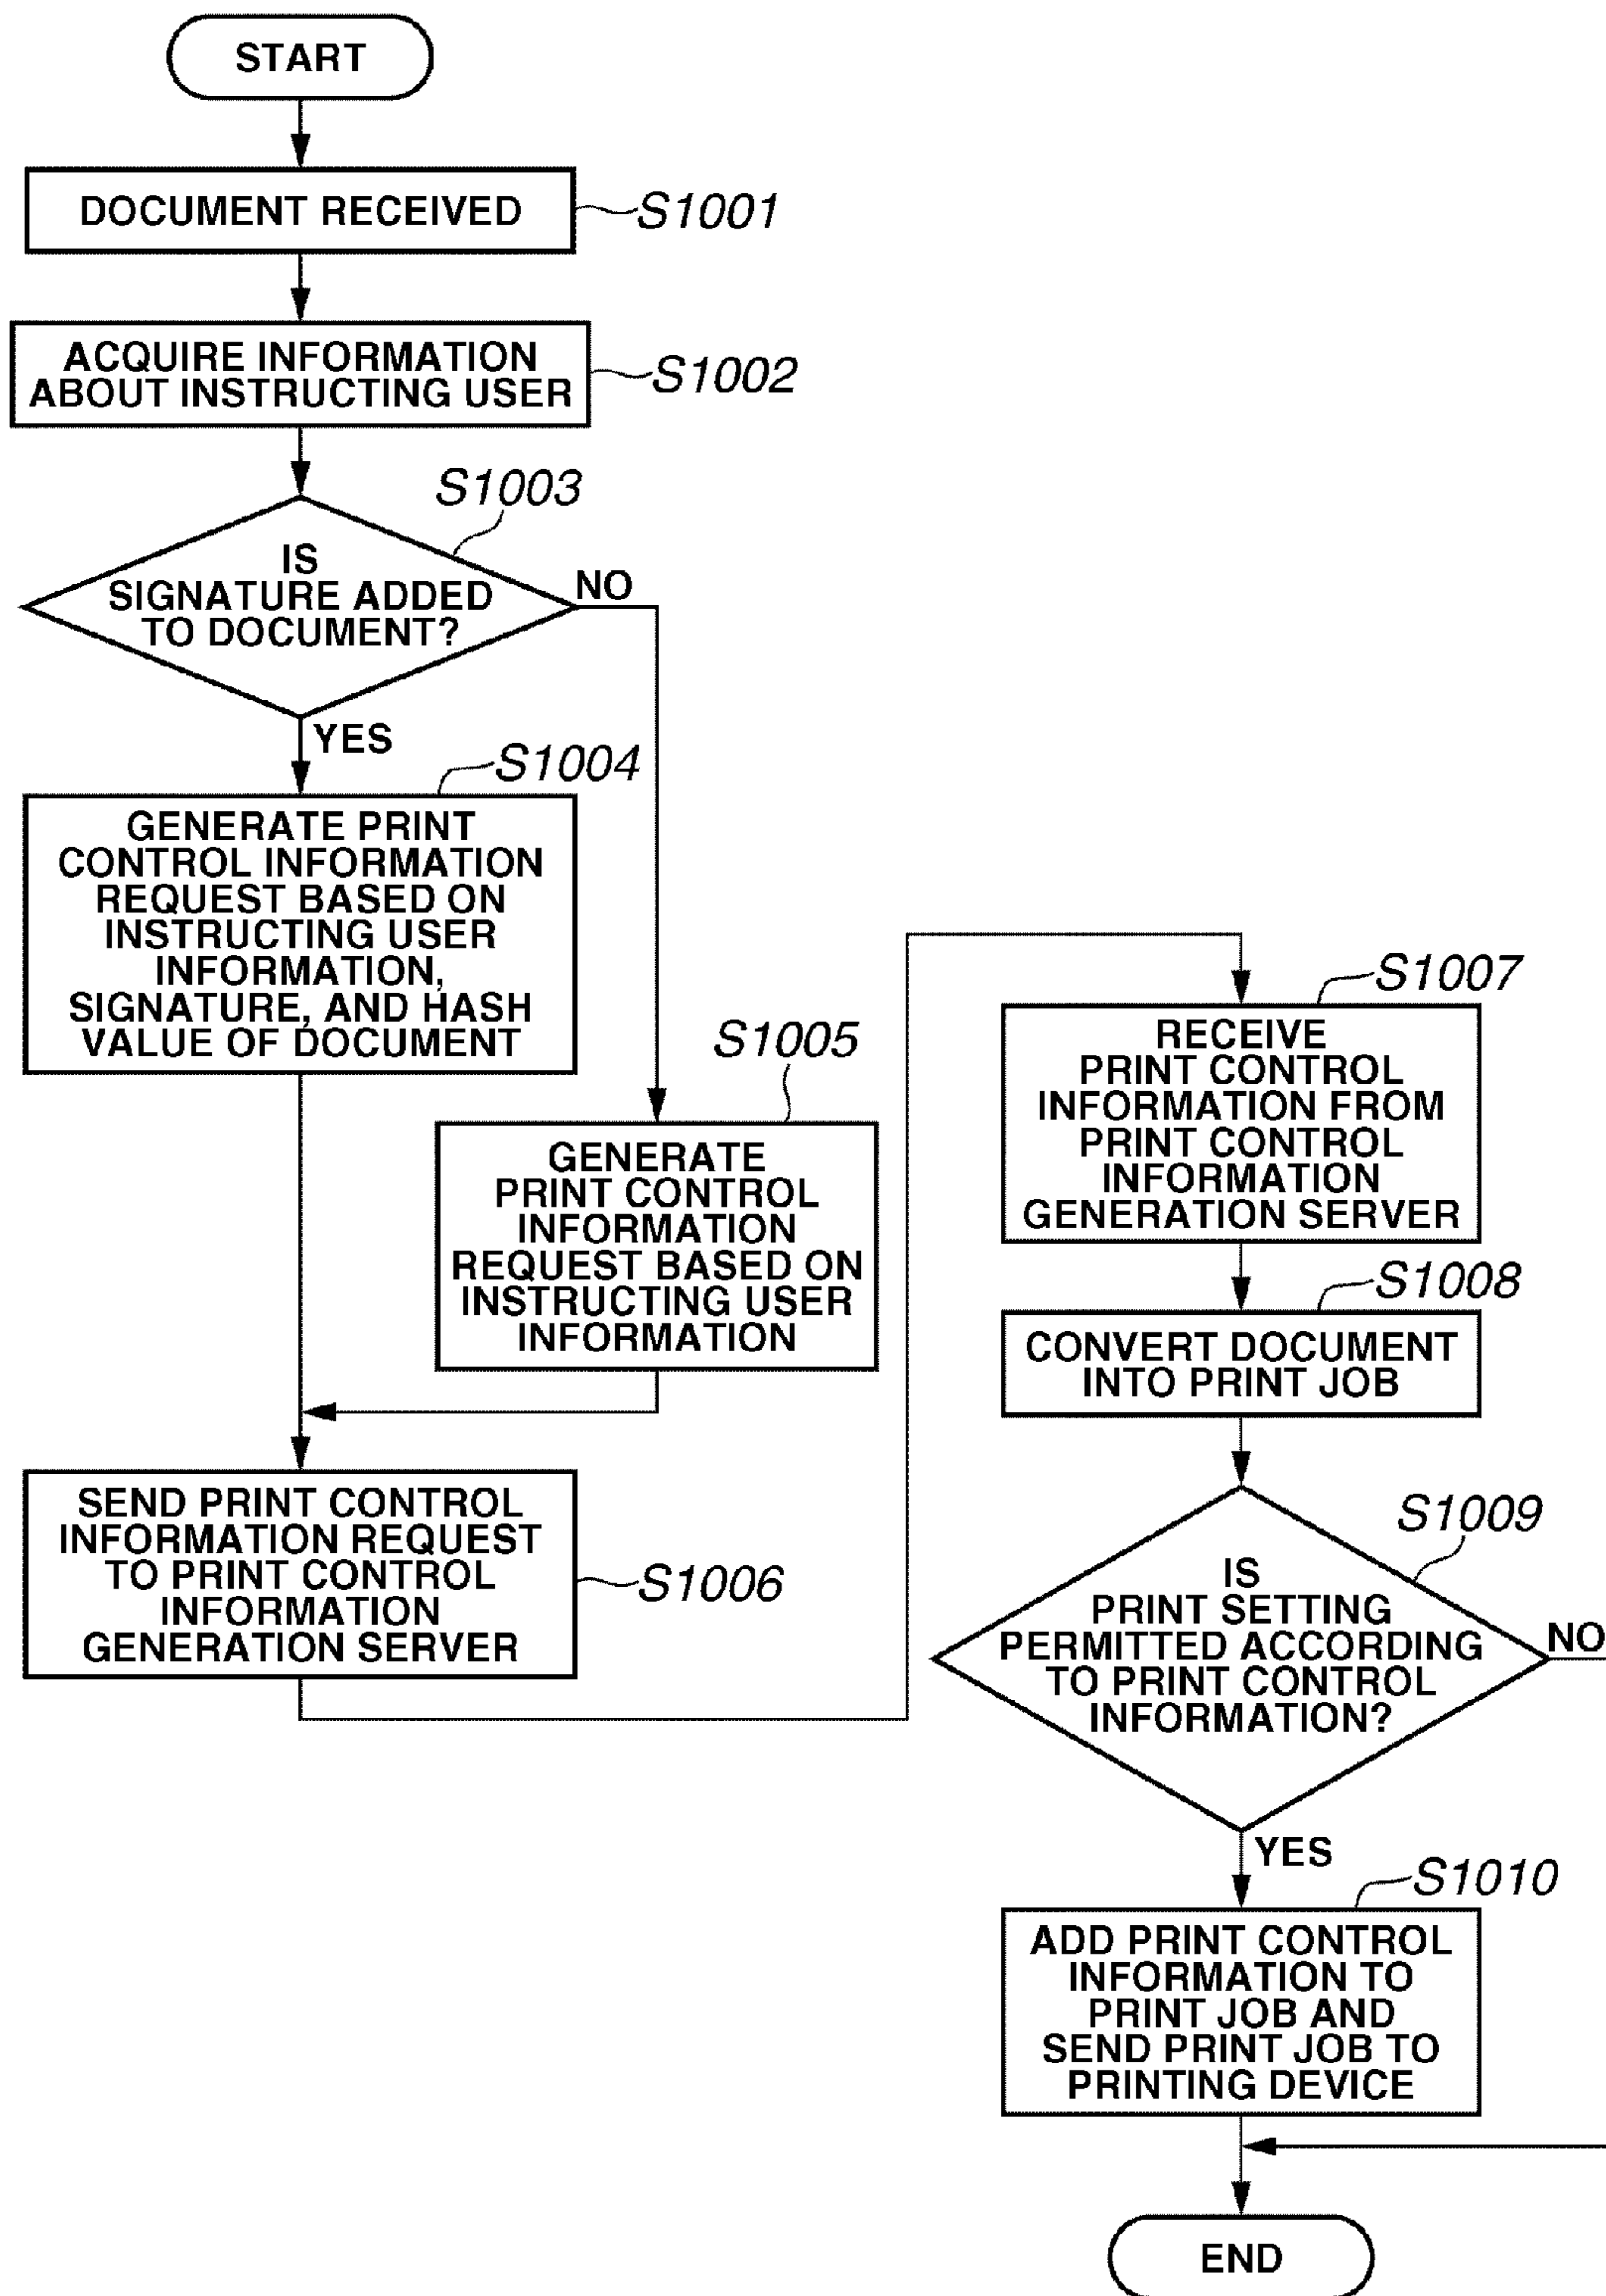 START
DOCUMENT RECEIVED
S1001
ACQUIRE INFORMATION
ABOUT INSTRUCTING USER
S1002
S1003
IS
SIGNATURE ADDED
TO DOCUMENT?
NO
YES
S1004
GENERATE PRINT
CONTROL INFORMATION
REQUEST BASED ON
INSTRUCTING USER
INFORMATION,
SIGNATURE, AND HASH
VALUE OF DOCUMENT
S1005
GENERATE
PRINT CONTROL
INFORMATION
REQUEST BASED ON
INSTRUCTING USER
INFORMATION
SEND PRINT CONTROL
INFORMATION REQUEST
TO PRINT CONTROL
INFORMATION
GENERATION SERVER
S1006
S1007
RECEIVE
PRINT CONTROL
INFORMATION FROM
PRINT CONTROL
INFORMATION
GENERATION SERVER
S1008
CONVERT DOCUMENT
INTO PRINT JOB
S1009
IS
PRINT SETTING
PERMITTED ACCORDING
TO PRINT CONTROL
INFORMATION?
NO
YES
S1010
ADD PRINT CONTROL
INFORMATION TO
PRINT JOB AND
SEND PRINT JOB TO
PRINTING DEVICE
END